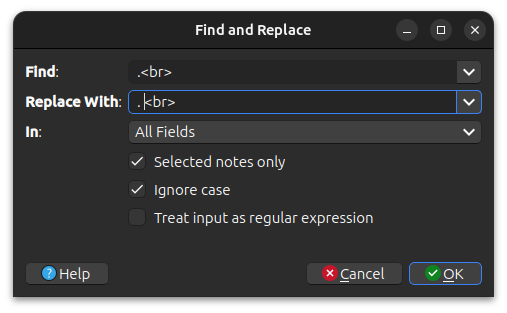 Find and Replace
Find: .<br>
Replace With: . <br>
In: All Fields
Selected notes only
Ignore case
Treat input as regular expression
Help Cancel OK